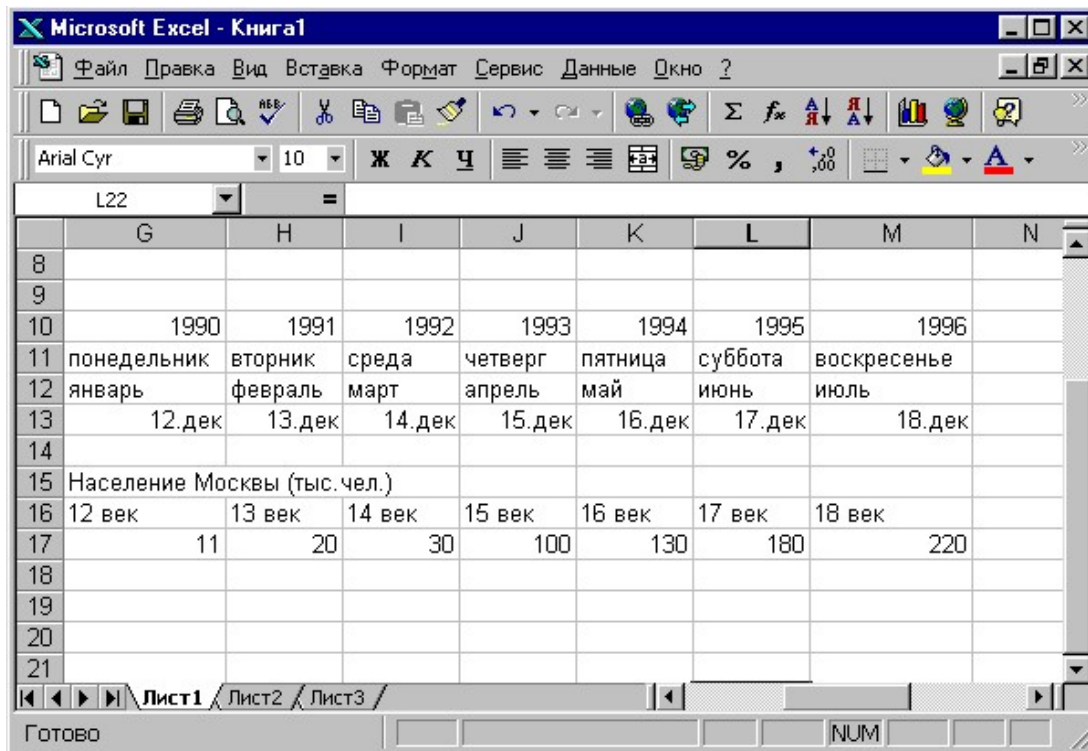 Microsoft Excel - Книга1
Файл Правка Вид Вставка Формат Сервис Данные Окно ?
Arial Cyr 10 Ж К Ч % ,
L22 =
G H I J K L M N
8
9
10 1990 1991 1992 1993 1994 1995 1996
11 понедельник вторник среда четверг пятница суббота воскресенье
12 январь февраль март апрель май июнь июль
13 12.дек 13.дек 14.дек 15.дек 16.дек 17.дек 18.дек
14
15 Население Москвы (тыс.чел.)
16 12 век 13 век 14 век 15 век 16 век 17 век 18 век
17 11 20 30 100 130 180 220
18
19
20
21
Лист1 Лист2 Лист3
Готово NUM